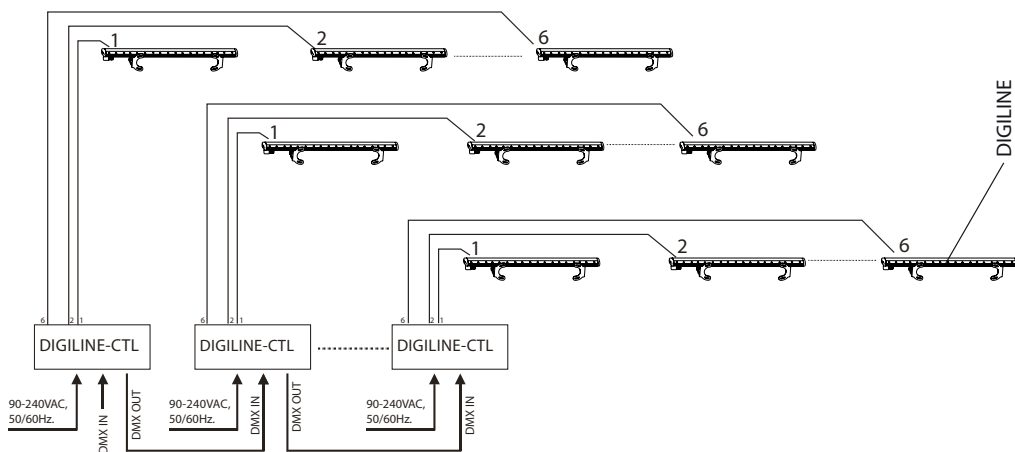 1
2
6
1
2
6
DIGILINE
1
2
6
6 2 1
6 2 1
6 2 1
DIGILINE-CTL
DIGILINE-CTL
DIGILINE-CTL
90-240VAC,
50/60Hz.
DMX IN
DMX OUT
90-240VAC,
50/60Hz.
DMX IN
DMX OUT
90-240VAC,
50/60Hz.
DMX IN